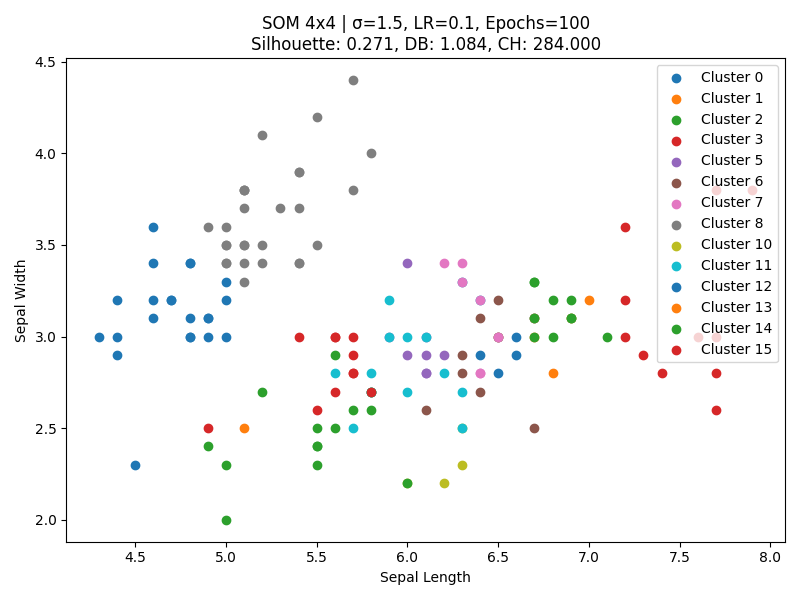 SOM 4x4 | σ=1.5, LR=0.1, Epochs=100
Silhouette: 0.271, DB: 1.084, CH: 284.000
4.5
4.0
3.5
3.0
2.5
2.0
Sepal Width
Cluster 0
Cluster 1
Cluster 2
Cluster 3
Cluster 5
Cluster 6
Cluster 7
Cluster 8
Cluster 10
Cluster 11
Cluster 12
Cluster 13
Cluster 14
Cluster 15
4.5 5.0 5.5 6.0 6.5 7.0 7.5 8.0
Sepal Length